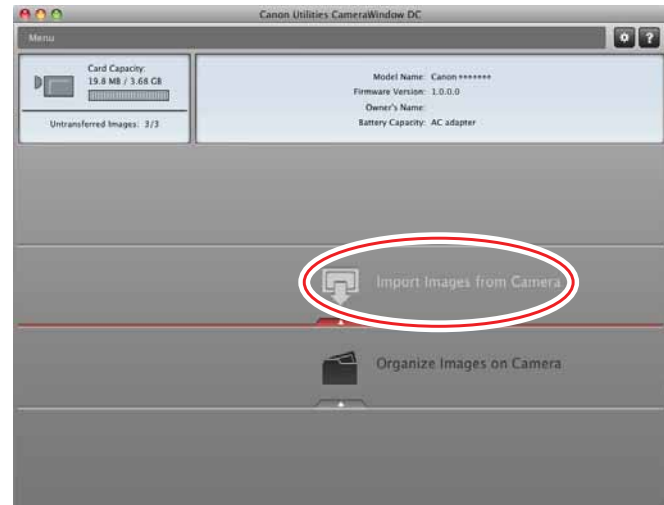 Canon Utilities CameraWindow DC
Menu
?
Card Capacity:
19.8 MB / 3.68 GB
Untransferred Images: 3/3
Model Name: Canon *******
Firmware Version: 1.0.0.0
Owner's Name:
Battery Capacity: AC adapter
Import Images from Camera
Organize Images on Camera